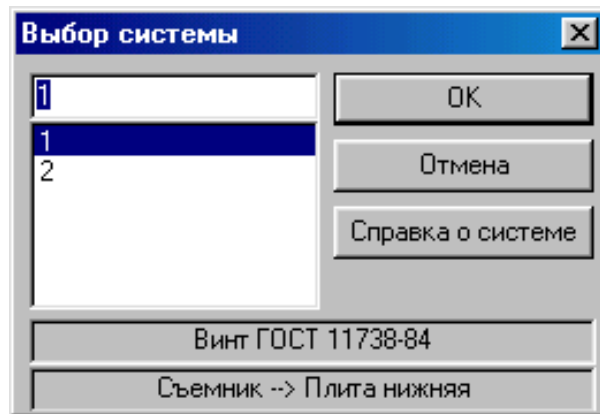 Выбор системы
1
OK
1
2
Отмена
Справка о системе
Винт ГОСТ 11738-84
Съемник --> Плита нижняя